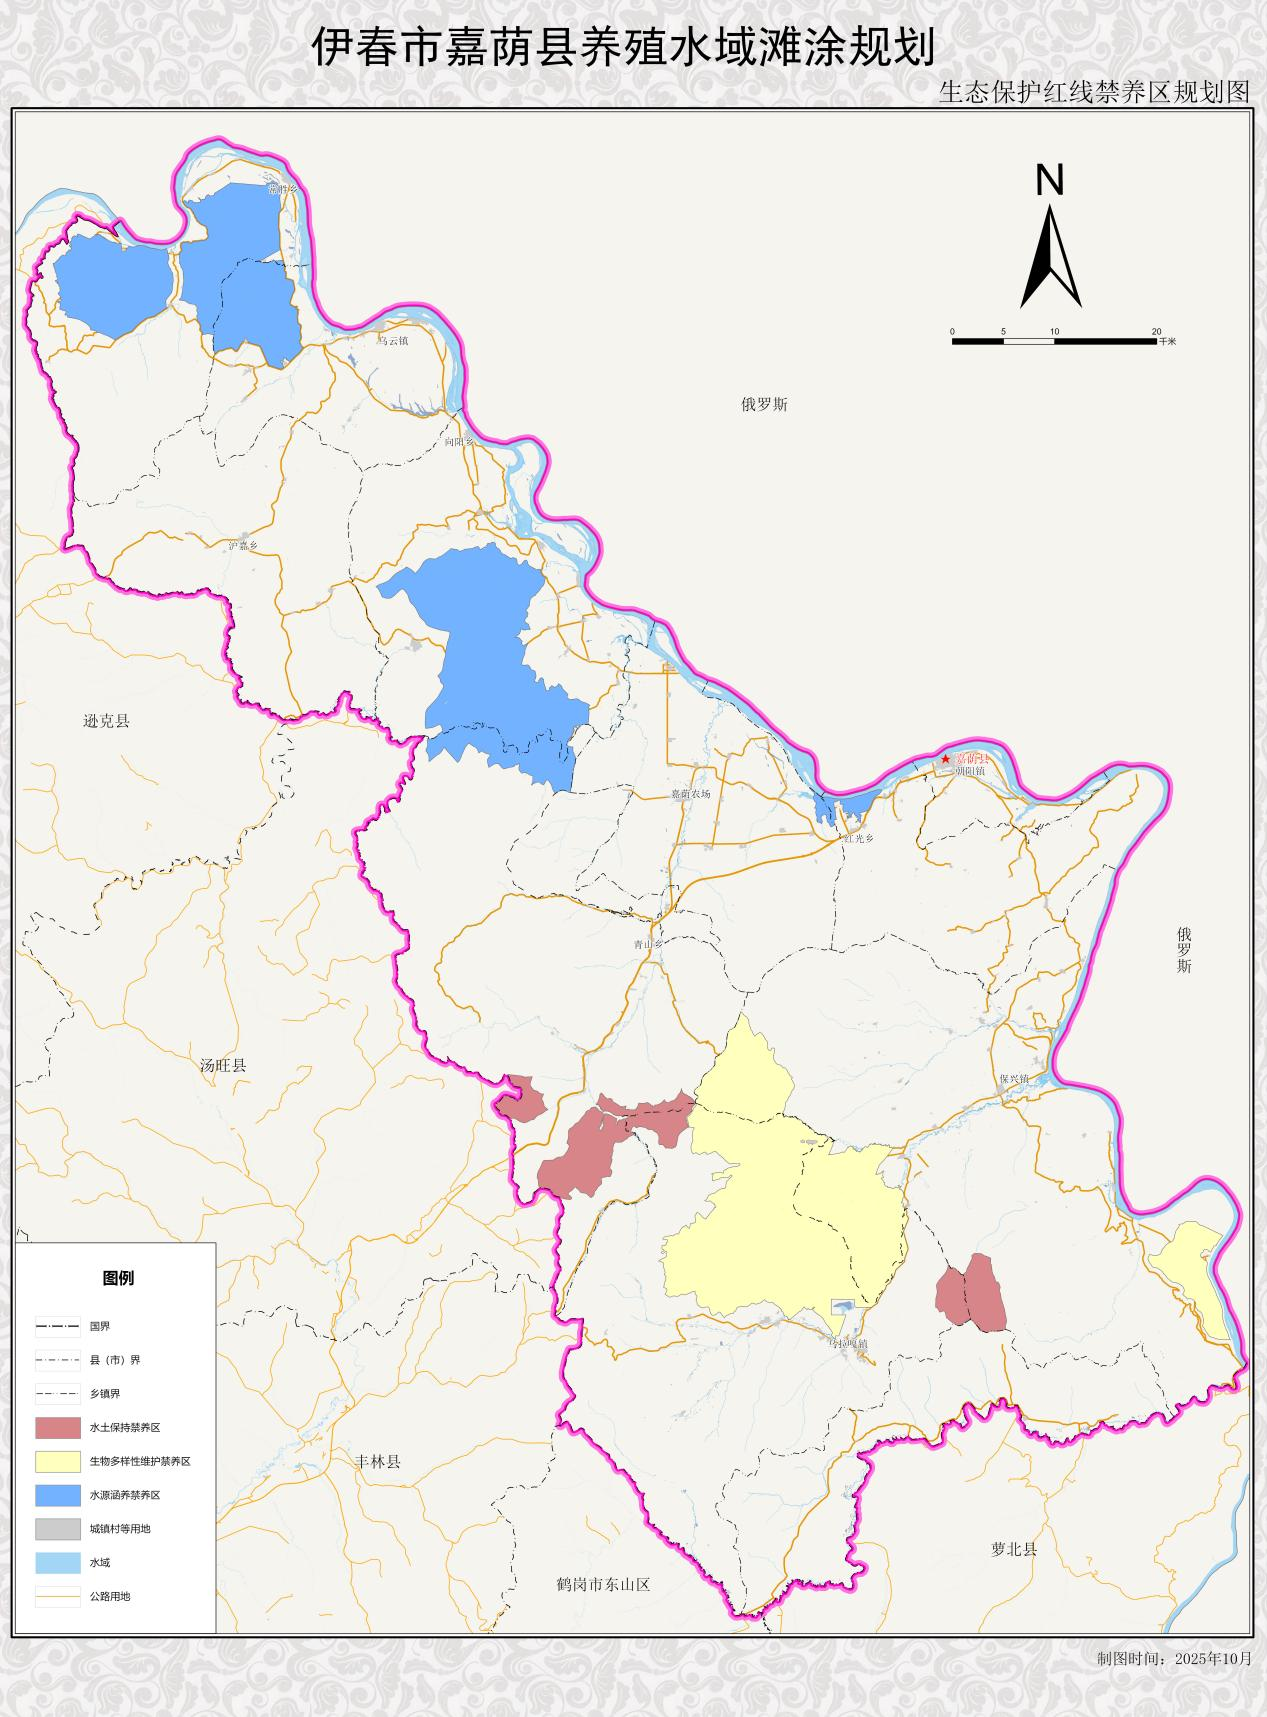 伊春市嘉荫县养殖水域滩涂规划
生态保护红线禁养区规划图
N
0 5 10 20
千米
常胜乡
乌云镇
俄罗斯
向阳乡
沪嘉乡
逊克县
嘉荫县
朝阳镇
嘉荫农场
红光乡
青山乡
俄罗斯
汤旺县
保兴镇
乌拉嘎镇
丰林县
萝北县
鹤岗市东山区
图例
国界
县（市）界
乡镇界
水土保持禁养区
生物多样性维护禁养区
水源涵养禁养区
城镇村等用地
水域
公路用地
制图时间：2025年10月